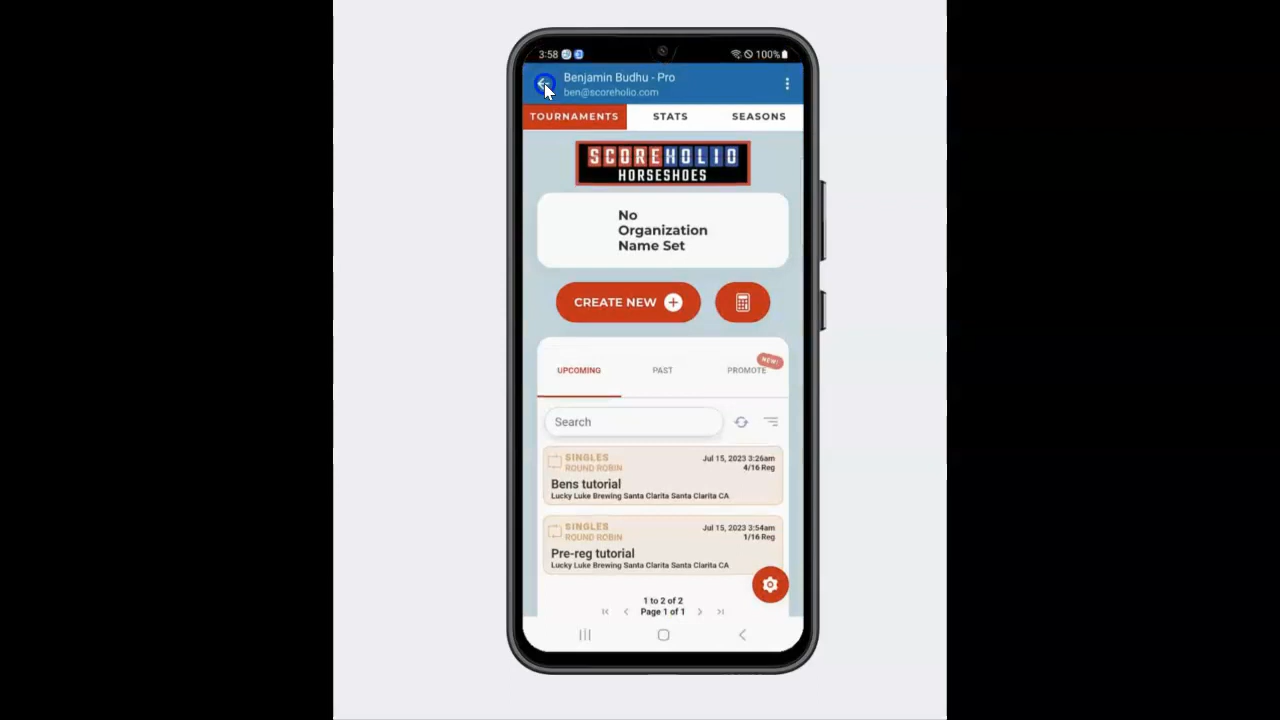 3:58
100%
Benjamin Budhu - Pro
ben@scoreholio.com
TOURNAMENTS STATS SEASONS
SCOREHOLIO
HORSESHOES
No
Organization
Name Set
CREATE NEW
NEW!
UPCOMING PAST PROMOTE
Search
SINGLES Jul 15, 2023 3:26am
ROUND ROBIN 4/16 Reg
Bens tutorial
Lucky Luke Brewing Santa Clarita Santa Clarita CA
SINGLES Jul 15, 2023 3:54am
ROUND ROBIN 1/16 Reg
Pre-reg tutorial
Lucky Luke Brewing Santa Clarita Santa Clarita CA
1 to 2 of 2
Page 1 of 1